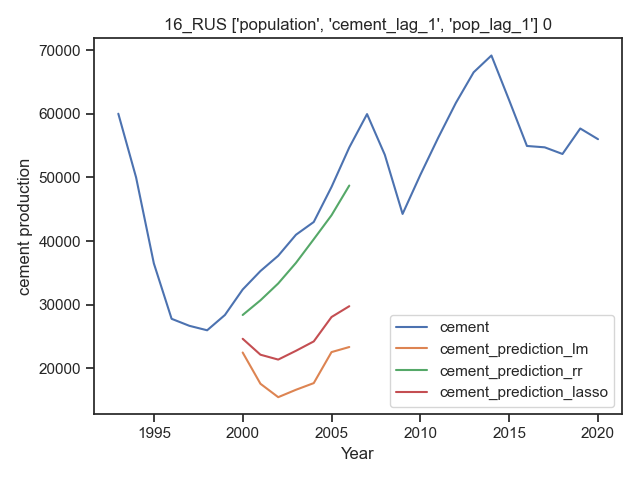 16_RUS ['population', 'cement_lag_1', 'pop_lag_1'] 0
70000
60000
50000
40000
30000
20000
cement production
1995
2000
2005
2010
2015
2020
Year
cement
cement_prediction_lm
cement_prediction_rr
cement_prediction_lasso